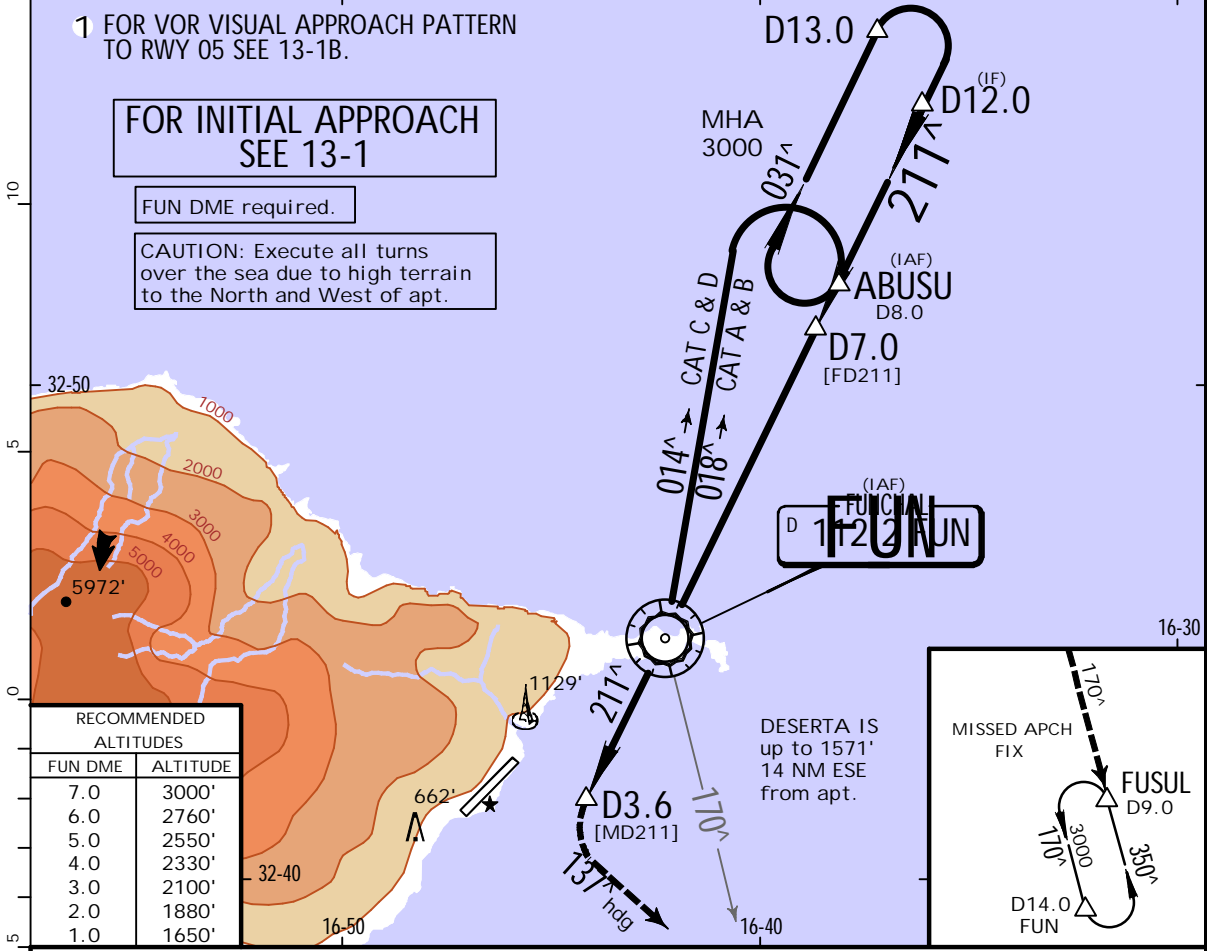 1 FOR VOR VISUAL APPROACH PATTERN
TO RWY 05 SEE 13-1B.
FOR INITIAL APPROACH
SEE 13-1
FUN DME required.
CAUTION: Execute all turns
over the sea due to high terrain
to the North and West of apt.
D13.0
(IF)
D12.0
MHA
3000
031^
211^
(IAF)
ABUSU
D8.0
D7.0
[FD211]
CAT C & D
CAT A & B
014^
018^
10
5
0
5
32-50
1000
2000
3000
4000
5000
5972'
(IAF)
FUNCHAL
D 112.2 FUN
FUN
16-30
1129'
211^
662'
D3.6
[MD211]
137^ hdg
170^
DESERTA IS
up to 1571'
14 NM ESE
from apt.
32-40
16-50
16-40
RECOMMENDED
ALTITUDES
FUN DME ALTITUDE
7.0 3000'
6.0 2760'
5.0 2550'
4.0 2330'
3.0 2100'
2.0 1880'
1.0 1650'
170^
MISSED APCH
FIX
FUSUL
D9.0
3000
170^
350^
D14.0
FUN